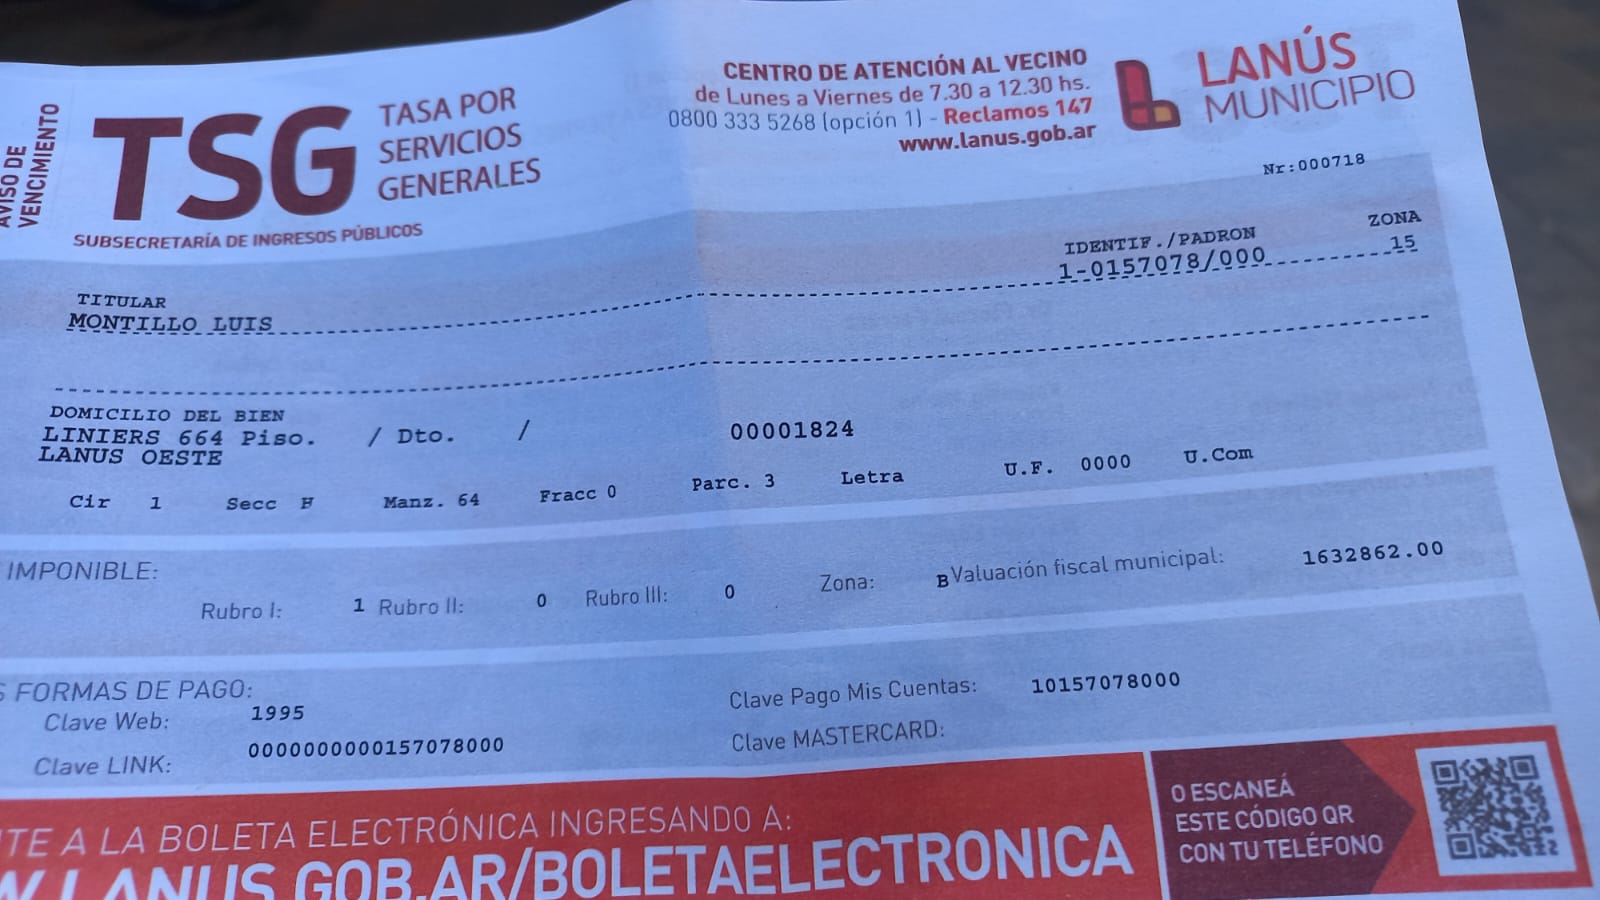 AVISO DE
VENCIMIENTO
TSG
TASA POR
SERVICIOS
GENERALES
SUBSECRETARÍA DE INGRESOS PÚBLICOS
CENTRO DE ATENCIÓN AL VECINO
de Lunes a Viernes de 7.30 a 12.30 hs.
0800 333 5268 (opción 1) - Reclamos 147
www.lanus.gob.ar
LANÚS
MUNICIPIO
Nr:000718
IDENTIF./PADRON ZONA
1-0157078/000 15
TITULAR
MONTILLO LUIS
DOMICILIO DEL BIEN
LINIERS 664 Piso. / Dto. / 00001824
LANUS OESTE
Cir 1 Secc H Manz. 64 Fracc 0 Parc. 3 Letra U.F. 0000 U.Com
IMPONIBLE:
Rubro I: 1 Rubro II: 0 Rubro III: 0 Zona: B Valuación fiscal municipal: 1632862.00
S FORMAS DE PAGO:
Clave Web: 1995 Clave Pago Mis Cuentas: 10157078000
Clave LINK: 0000000000157078000 Clave MASTERCARD:
TE A LA BOLETA ELECTRÓNICA INGRESANDO A:
W.LANUS.GOB.AR/BOLETAELECTRONICA
O ESCANEÁ
ESTE CÓDIGO QR
CON TU TELÉFONO